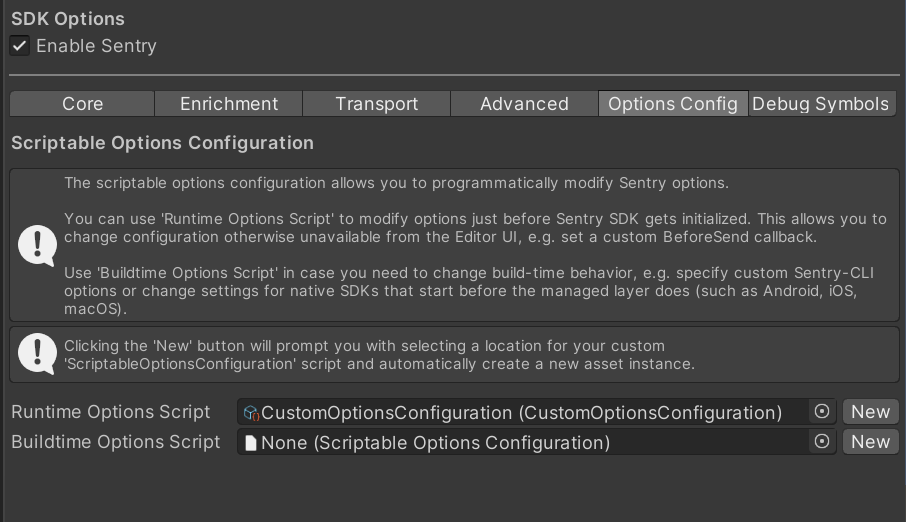 SDK Options
Enable Sentry
Core
Enrichment
Transport
Advanced
Options Config
Debug Symbols
Scriptable Options Configuration
The scriptable options configuration allows you to programmatically modify Sentry options.
You can use 'Runtime Options Script' to modify options just before Sentry SDK gets initialized. This allows you to
change configuration otherwise unavailable from the Editor UI, e.g. set a custom BeforeSend callback.
Use 'Buildtime Options Script' in case you need to change build-time behavior, e.g. specify custom Sentry-CLI
options or change settings for native SDKs that start before the managed layer does (such as Android, iOS,
macOS).
Clicking the 'New' button will prompt you with selecting a location for your custom
'ScriptableOptionsConfiguration' script and automatically create a new asset instance.
Runtime Options Script
CustomOptionsConfiguration (CustomOptionsConfiguration)
New
Buildtime Options Script
None (Scriptable Options Configuration)
New